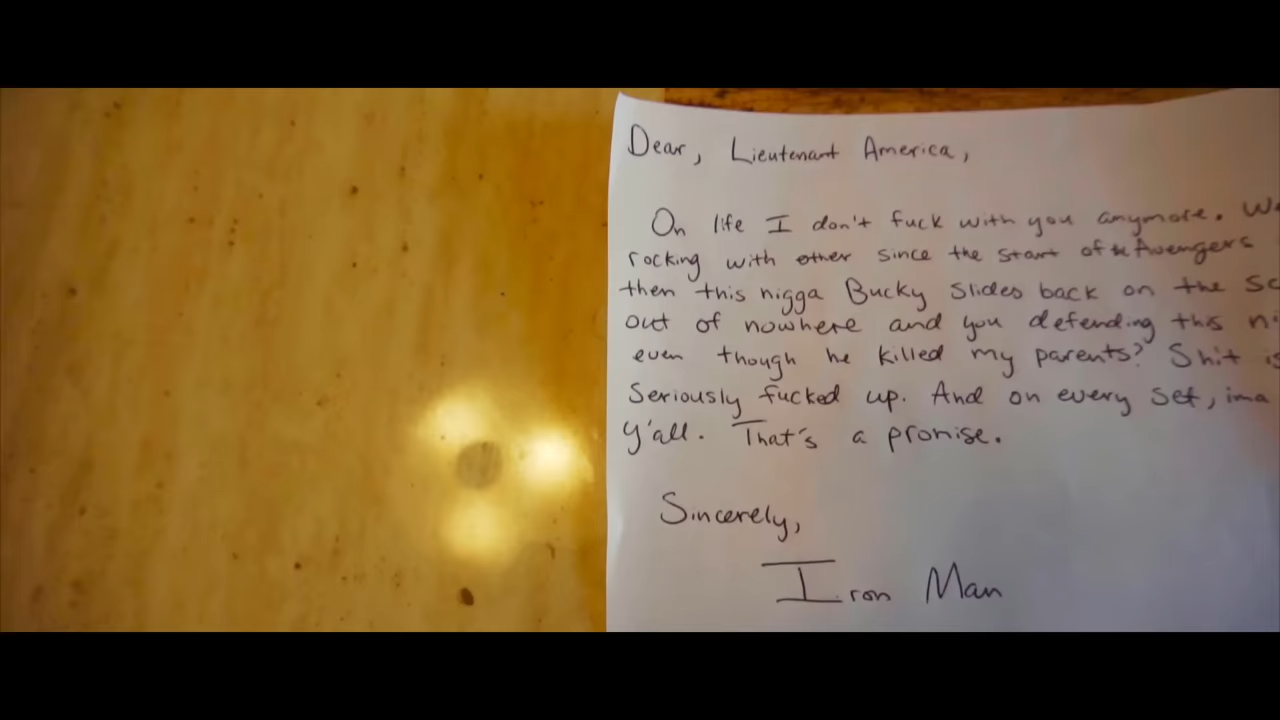 Dear, Lieutenant America,
On life I don't fuck with you anymore.
rocking with other since the start of the Avengers
then this nigga Bucky slides back on the
out of nowhere and you defending this
even though he killed my parents? Shit
Seriously fucked up. And on every set, ima
y'all. That's a promise.
Sincerely,
Iron Man